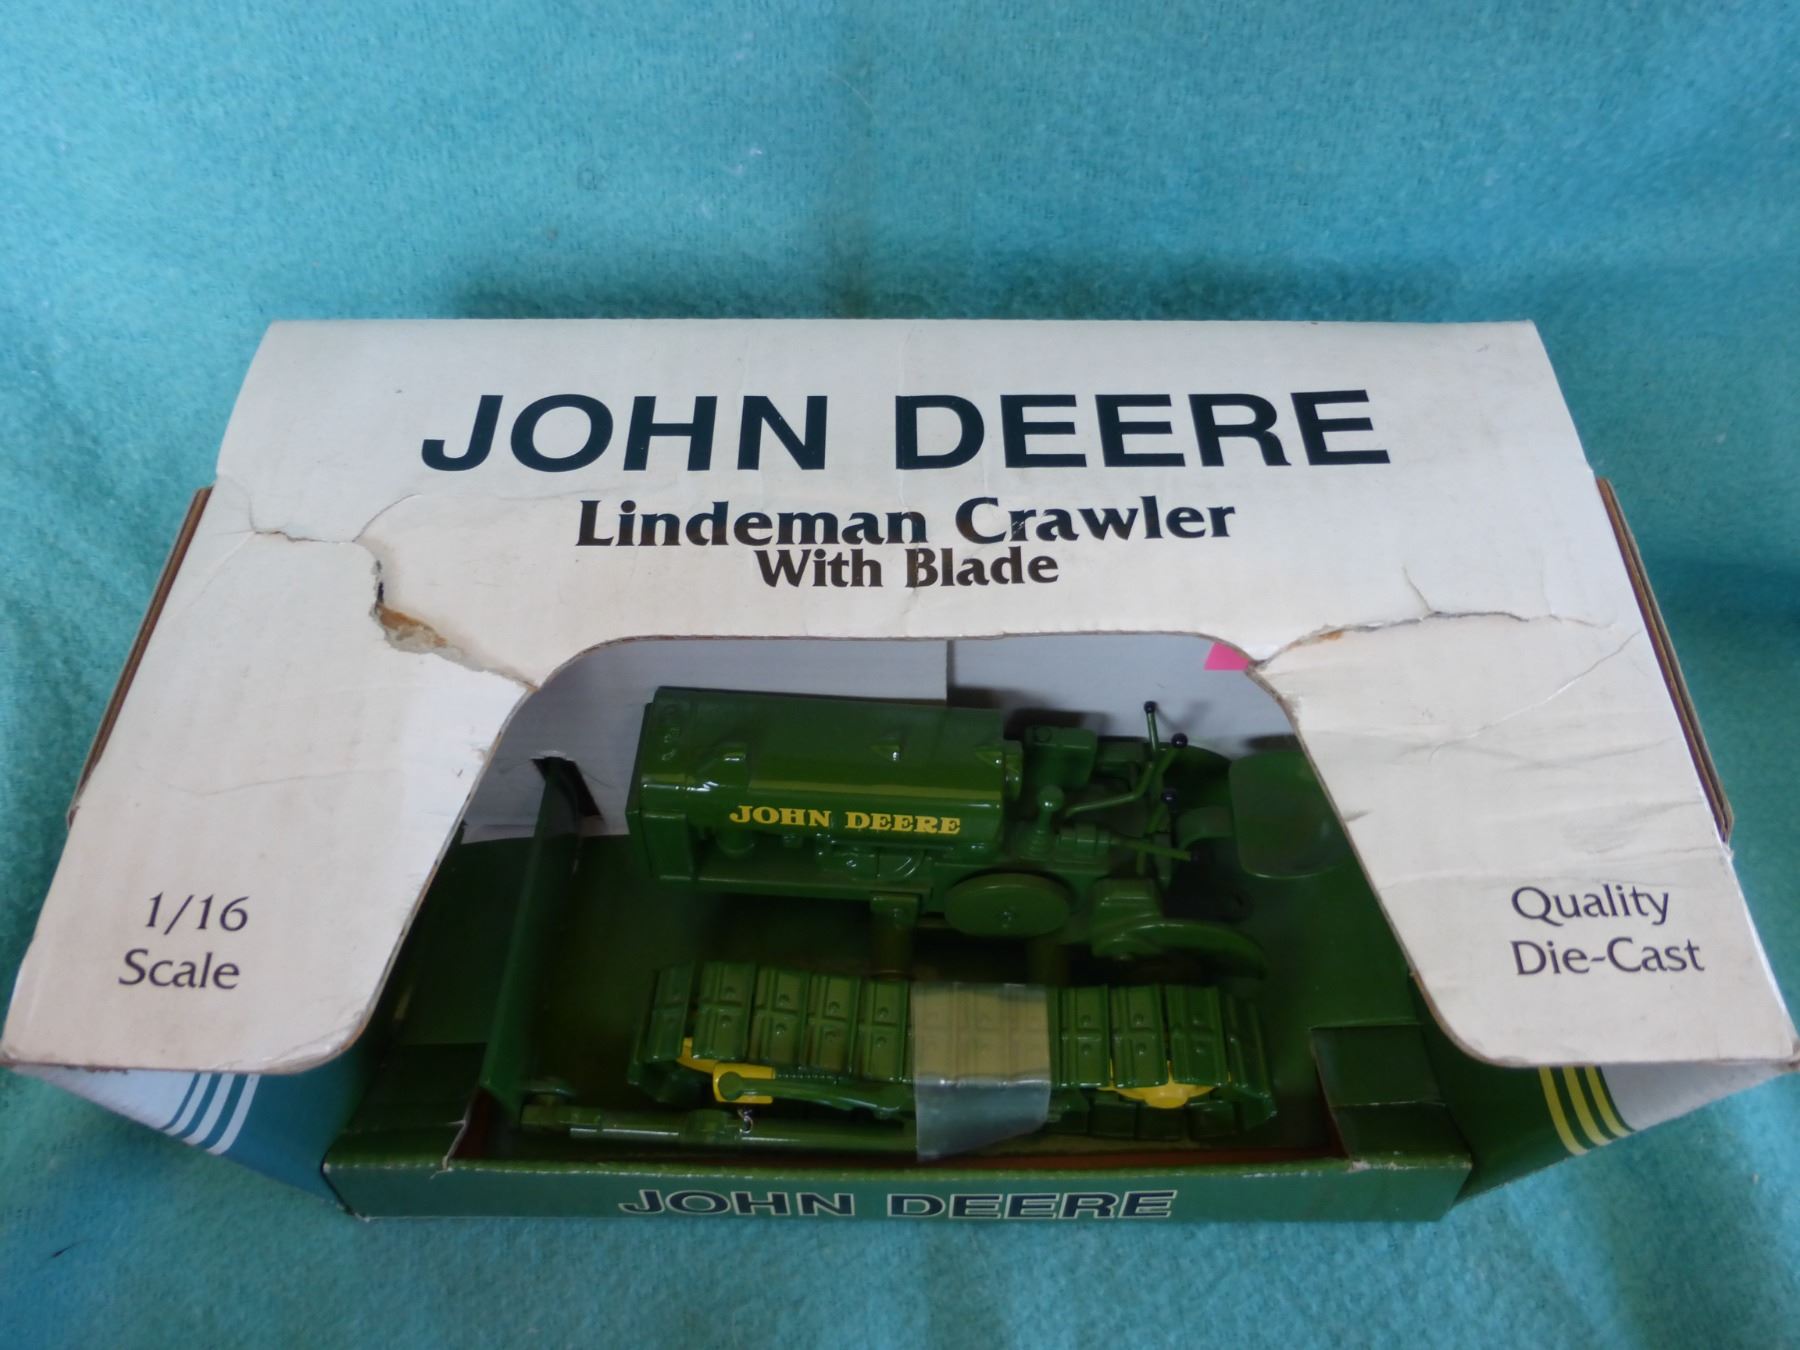 JOHN DEERE
Lindeman Crawler
With Blade
JOHN DEERE
1/16
Scale
Quality
Die-Cast
JOHN DEERE